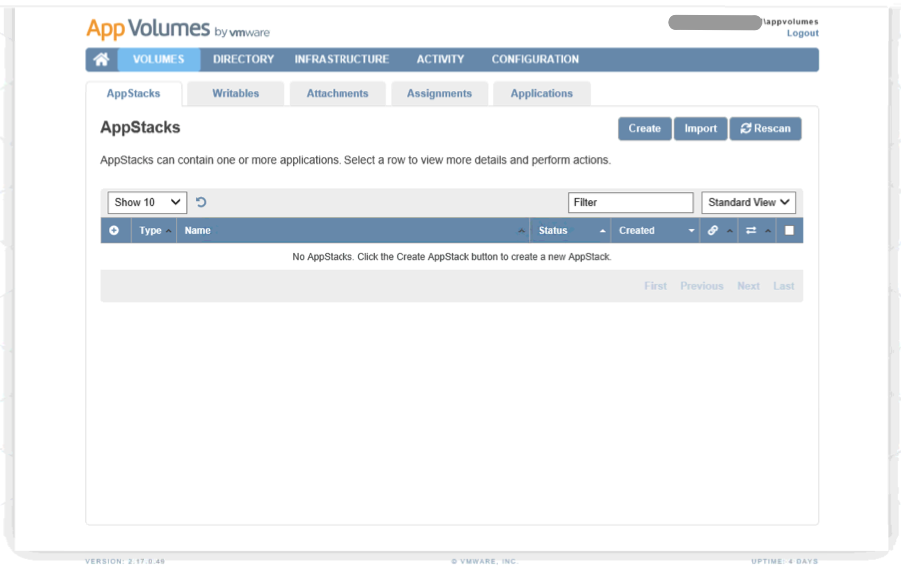 App Volumes by vmware
\appvolumes
Logout
VOLUMES DIRECTORY INFRASTRUCTURE ACTIVITY CONFIGURATION
AppStacks Writables Attachments Assignments Applications
AppStacks
Create Import Rescan
AppStacks can contain one or more applications. Select a row to view more details and perform actions.
Show 10 Filter Standard View
Type Name Status Created
No AppStacks. Click the Create AppStack button to create a new AppStack.
First Previous Next Last
VERSION: 2.17.0.46 © VMWARE, INC. UPTIME: 4 DAYS